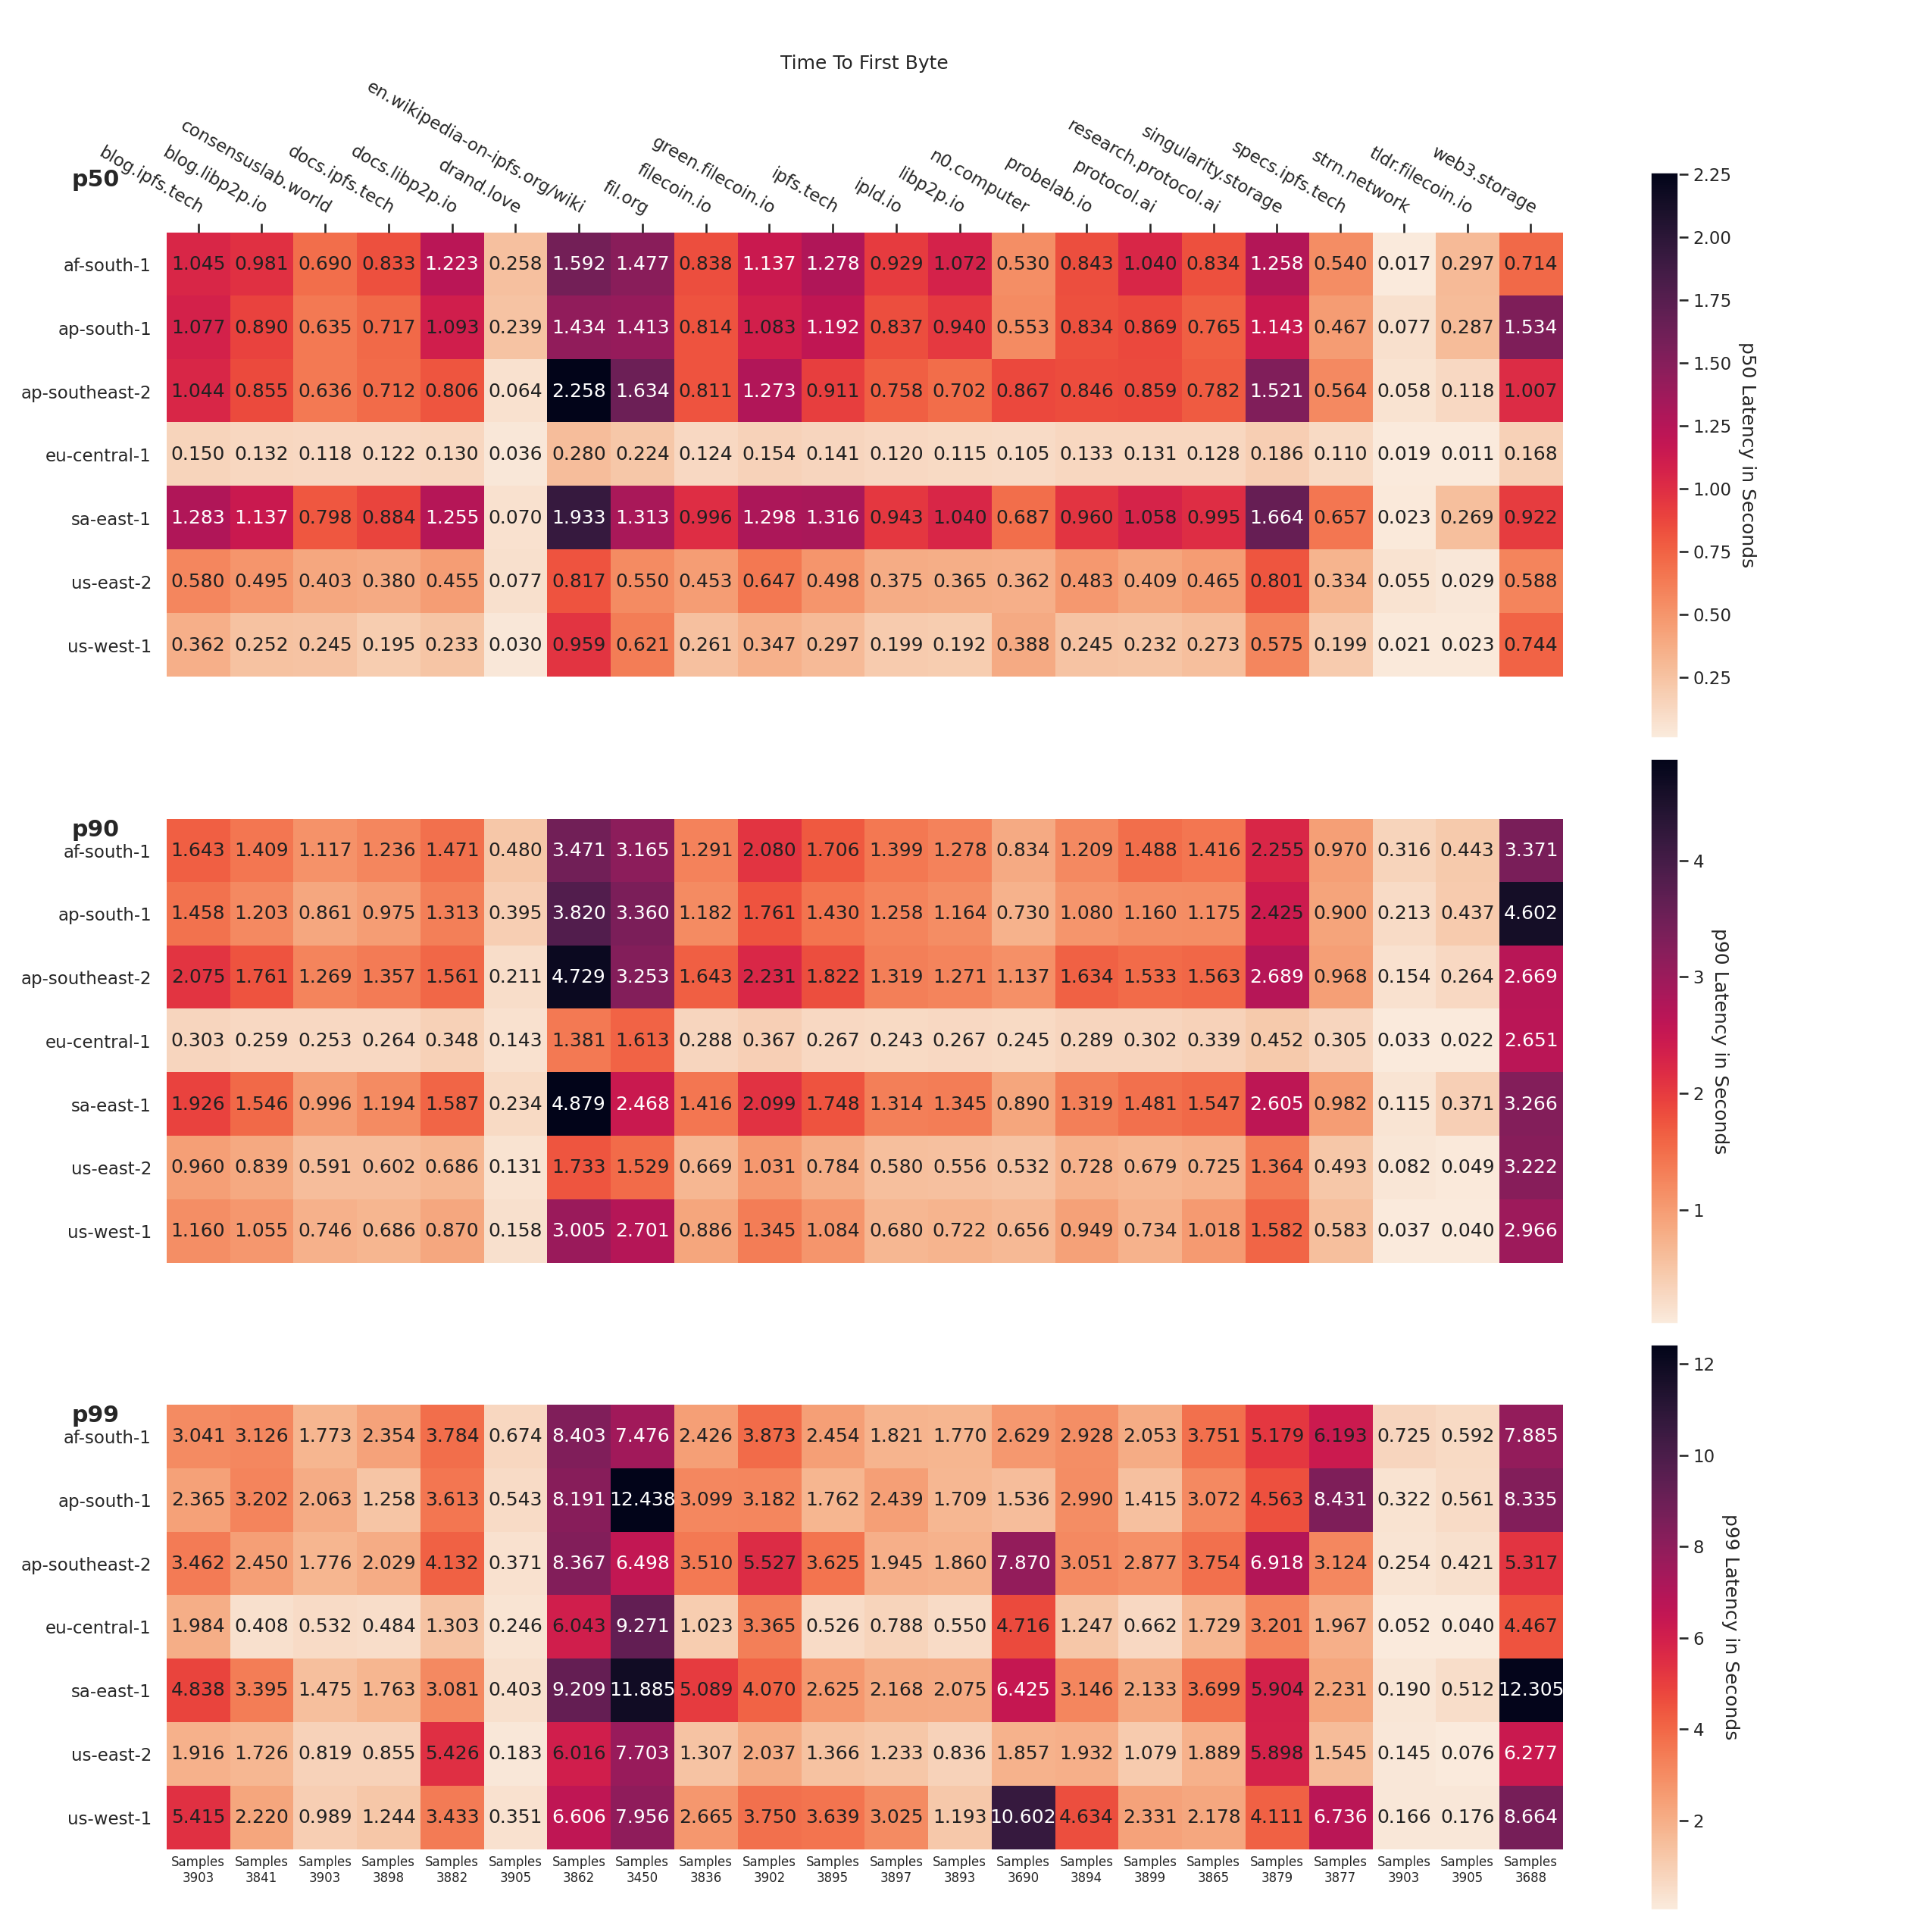 Time To First Byte
p50
blog.ipfs.tech
blog.libp2p.io
consensuslab.world
docs.ipfs.tech
docs.libp2p.io
drand.love
en.wikipedia-on-ipfs.org/wiki
fil.org
filecoin.io
green.filecoin.io
ipfs.tech
ipld.io
libp2p.io
n0.computer
probelab.io
protocol.ai
research.protocol.ai
singularity.storage
specs.ipfs.tech
strn.network
tldr.filecoin.io
web3.storage
af-south-1 1.045 0.981 0.690 0.833 1.223 0.258 1.592 1.477 0.838 1.137 1.278 0.929 1.072 0.530 0.843 1.040 0.834 1.258 0.540 0.017 0.297 0.714
ap-south-1 1.077 0.890 0.635 0.717 1.093 0.239 1.434 1.413 0.814 1.083 1.192 0.837 0.940 0.553 0.834 0.869 0.765 1.143 0.467 0.077 0.287 1.534
ap-southeast-2 1.044 0.855 0.636 0.712 0.806 0.064 2.258 1.634 0.811 1.273 0.911 0.758 0.702 0.867 0.846 0.859 0.782 1.521 0.564 0.058 0.118 1.007
eu-central-1 0.150 0.132 0.118 0.122 0.130 0.036 0.280 0.224 0.124 0.154 0.141 0.120 0.115 0.105 0.133 0.131 0.128 0.186 0.110 0.019 0.011 0.168
sa-east-1 1.283 1.137 0.798 0.884 1.255 0.070 1.933 1.313 0.996 1.298 1.316 0.943 1.040 0.687 0.960 1.058 0.995 1.664 0.657 0.023 0.269 0.922
us-east-2 0.580 0.495 0.403 0.380 0.455 0.077 0.817 0.550 0.453 0.647 0.498 0.375 0.365 0.362 0.483 0.409 0.465 0.801 0.334 0.055 0.029 0.588
us-west-1 0.362 0.252 0.245 0.195 0.233 0.030 0.959 0.621 0.261 0.347 0.297 0.199 0.192 0.388 0.245 0.232 0.273 0.575 0.199 0.021 0.023 0.744
2.25
2.00
1.75
1.50
1.25
1.00
0.75
0.50
0.25
p50 Latency in Seconds
p90
af-south-1 1.643 1.409 1.117 1.236 1.471 0.480 3.471 3.165 1.291 2.080 1.706 1.399 1.278 0.834 1.209 1.488 1.416 2.255 0.970 0.316 0.443 3.371
ap-south-1 1.458 1.203 0.861 0.975 1.313 0.395 3.820 3.360 1.182 1.761 1.430 1.258 1.164 0.730 1.080 1.160 1.175 2.425 0.900 0.213 0.437 4.602
ap-southeast-2 2.075 1.761 1.269 1.357 1.561 0.211 4.729 3.253 1.643 2.231 1.822 1.319 1.271 1.137 1.634 1.533 1.563 2.689 0.968 0.154 0.264 2.669
eu-central-1 0.303 0.259 0.253 0.264 0.348 0.143 1.381 1.613 0.288 0.367 0.267 0.243 0.267 0.245 0.289 0.302 0.339 0.452 0.305 0.033 0.022 2.651
sa-east-1 1.926 1.546 0.996 1.194 1.587 0.234 4.879 2.468 1.416 2.099 1.748 1.314 1.345 0.890 1.319 1.481 1.547 2.605 0.982 0.115 0.371 3.266
us-east-2 0.960 0.839 0.591 0.602 0.686 0.131 1.733 1.529 0.669 1.031 0.784 0.580 0.556 0.532 0.728 0.679 0.725 1.364 0.493 0.082 0.049 3.222
us-west-1 1.160 1.055 0.746 0.686 0.870 0.158 3.005 2.701 0.886 1.345 1.084 0.680 0.722 0.656 0.949 0.734 1.018 1.582 0.583 0.037 0.040 2.966
4
3
2
1
p90 Latency in Seconds
p99
af-south-1 3.041 3.126 1.773 2.354 3.784 0.674 8.403 7.476 2.426 3.873 2.454 1.821 1.770 2.629 2.928 2.053 3.751 5.179 6.193 0.725 0.592 7.885
ap-south-1 2.365 3.202 2.063 1.258 3.613 0.543 8.191 12.438 3.099 3.182 1.762 2.439 1.709 1.536 2.990 1.415 3.072 4.563 8.431 0.322 0.561 8.335
ap-southeast-2 3.462 2.450 1.776 2.029 4.132 0.371 8.367 6.498 3.510 5.527 3.625 1.945 1.860 7.870 3.051 2.877 3.754 6.918 3.124 0.254 0.421 5.317
eu-central-1 1.984 0.408 0.532 0.484 1.303 0.246 6.043 9.271 1.023 3.365 0.526 0.788 0.550 4.716 1.247 0.662 1.729 3.201 1.967 0.052 0.040 4.467
sa-east-1 4.838 3.395 1.475 1.763 3.081 0.403 9.209 11.885 5.089 4.070 2.625 2.168 2.075 6.425 3.146 2.133 3.699 5.904 2.231 0.190 0.512 12.305
us-east-2 1.916 1.726 0.819 0.855 5.426 0.183 6.016 7.703 1.307 2.037 1.366 1.233 0.836 1.857 1.932 1.079 1.889 5.898 1.545 0.145 0.076 6.277
us-west-1 5.415 2.220 0.989 1.244 3.433 0.351 6.606 7.956 2.665 3.750 3.639 3.025 1.193 10.602 4.634 2.331 2.178 4.111 6.736 0.166 0.176 8.664
Samples Samples Samples Samples Samples Samples Samples Samples Samples Samples Samples Samples Samples Samples Samples Samples Samples Samples Samples Samples Samples Samples
3903 3841 3903 3898 3882 3905 3862 3450 3836 3902 3895 3897 3893 3690 3894 3899 3865 3879 3877 3903 3905 3688
12
10
8
6
4
2
p99 Latency in Seconds